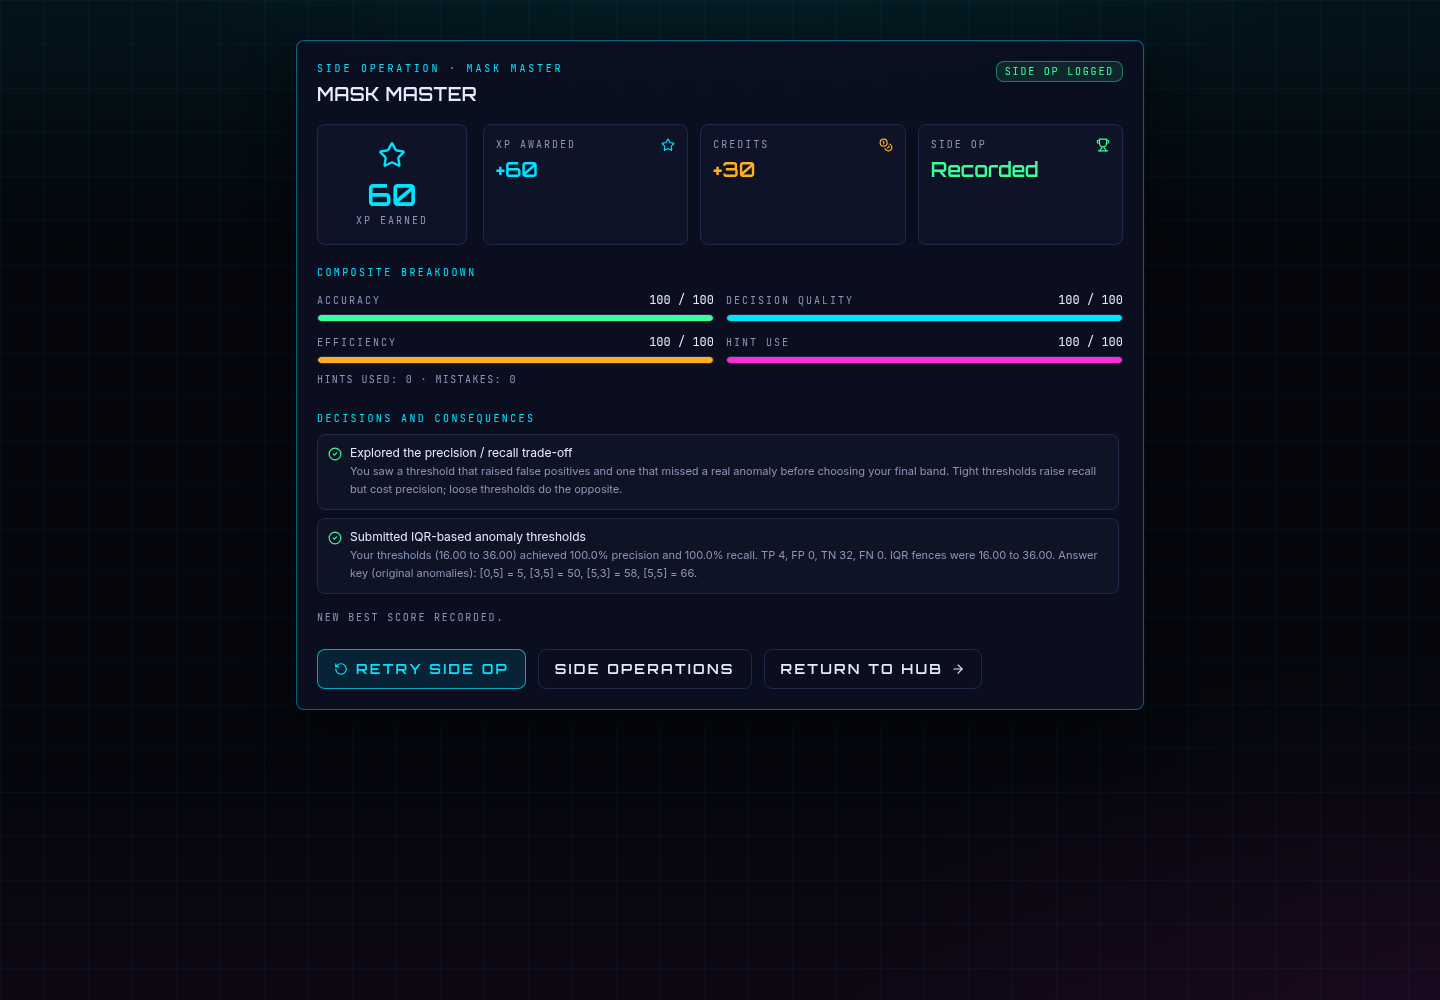 SIDE OPERATION · MASK MASTER
MASK MASTER
SIDE OP LOGGED
60
XP EARNED
XP AWARDED
+60
CREDITS
+30
SIDE OP
Recorded
COMPOSITE BREAKDOWN
ACCURACY 100 / 100
DECISION QUALITY 100 / 100
EFFICIENCY 100 / 100
HINT USE 100 / 100
HINTS USED: 0 · MISTAKES: 0
DECISIONS AND CONSEQUENCES
Explored the precision / recall trade-off
You saw a threshold that raised false positives and one that missed a real anomaly before choosing your final band. Tight thresholds raise recall
but cost precision; loose thresholds do the opposite.
Submitted IQR-based anomaly thresholds
Your thresholds (16.00 to 36.00) achieved 100.0% precision and 100.0% recall. TP 4, FP 0, TN 32, FN 0. IQR fences were 16.00 to 36.00. Answer
key (original anomalies): [0,5] = 5, [3,5] = 50, [5,3] = 58, [5,5] = 66.
NEW BEST SCORE RECORDED.
RETRY SIDE OP
SIDE OPERATIONS
RETURN TO HUB